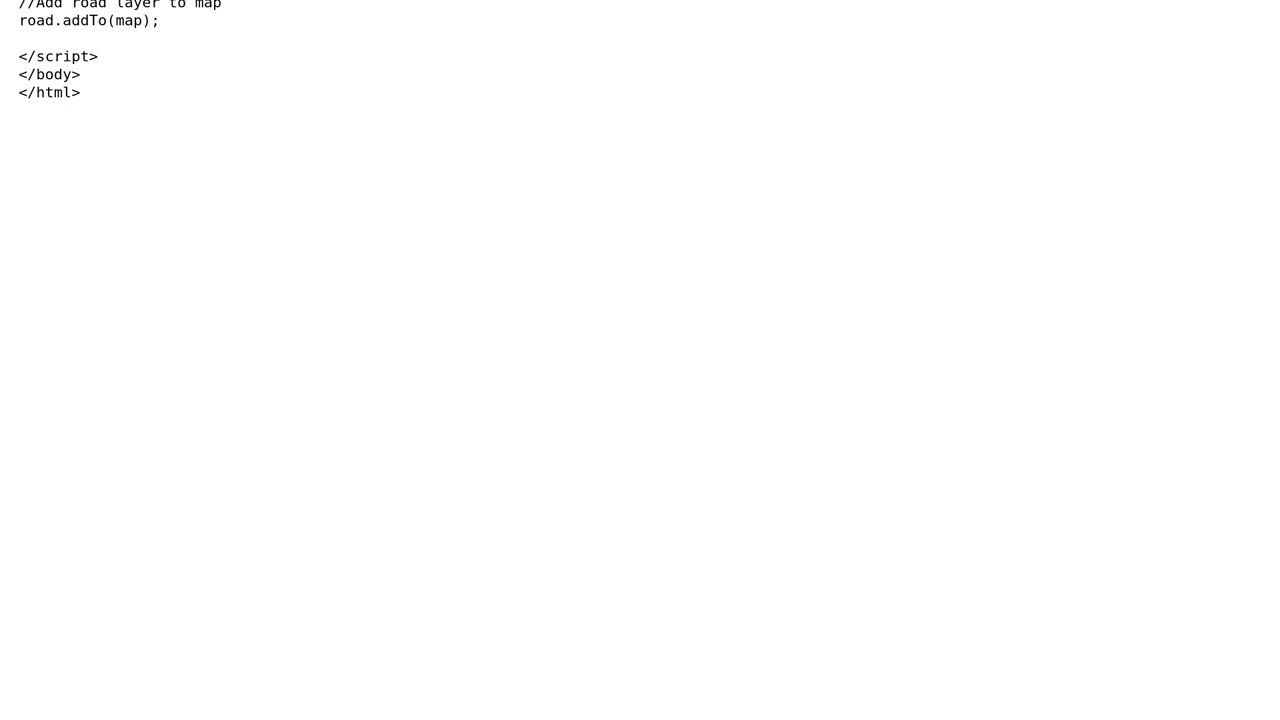 //Add road layer to map
road.addTo(map);
</script>
</body>
</html>